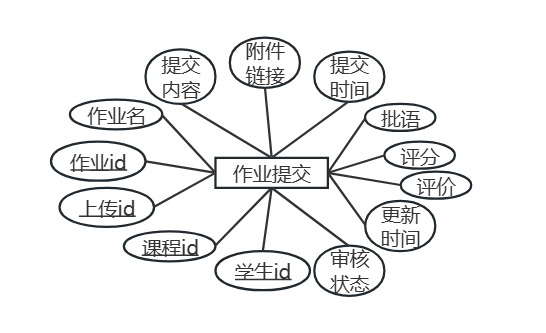 附件
链接
提交
内容
提交
时间
作业名
批语
作业id
评分
作业提交
评价
上传id
更新
时间
课程id
学生id
审核
状态